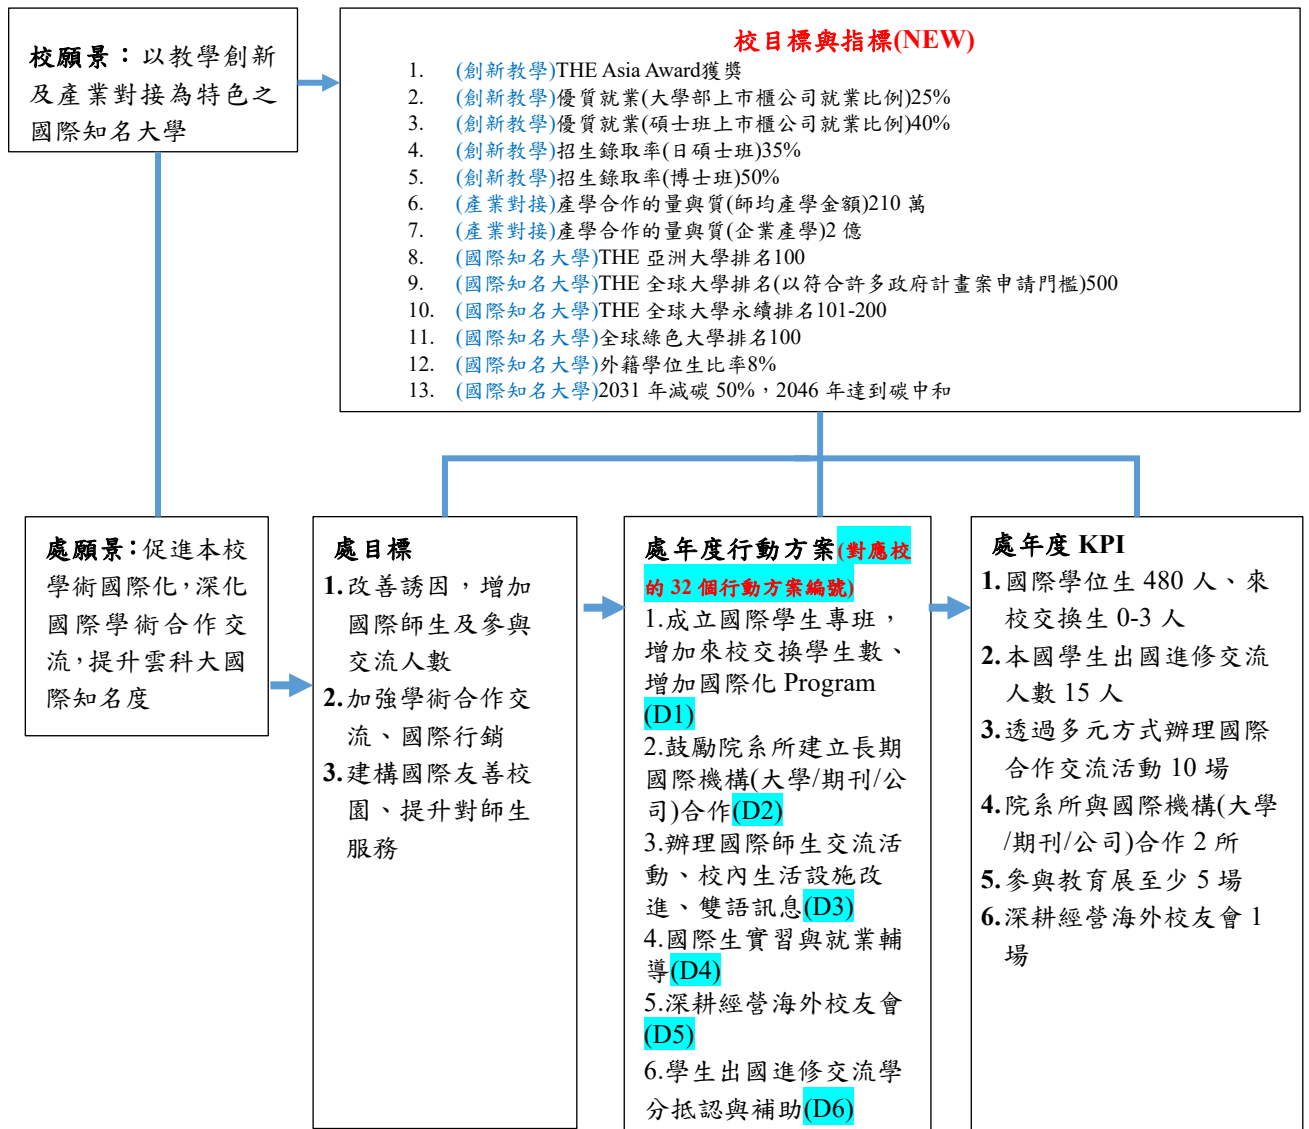 校願景：以教學創新
及產業對接為特色之
國際知名大學
校目標與指標(NEW)
1. (創新教學)THE Asia Award獲獎
2. (創新教學)優質就業(大學部上市櫃公司就業比例)25%
3. (創新教學)優質就業(碩士班上市櫃公司就業比例)40%
4. (創新教學)招生錄取率(日碩士班)35%
5. (創新教學)招生錄取率(博士班)50%
6. (產業對接)產學合作的量與質(師均產學金額)210 萬
7. (產業對接)產學合作的量與質(企業產學)2 億
8. (國際知名大學)THE 亞洲大學排名100
9. (國際知名大學)THE 全球大學排名(以符合許多政府計畫案申請門檻)500
10. (國際知名大學)THE 全球大學永續排名101-200
11. (國際知名大學)全球綠色大學排名100
12. (國際知名大學)外籍學位生比率8%
13. (國際知名大學)2031 年減碳 50%，2046 年達到碳中和
處願景：促進本校
學術國際化，深化
國際學術合作交
流，提升雲科大國
際知名度
處目標
1.改善誘因，增加
國際師生及參與
交流人數
2.加強學術合作交
流、國際行銷
3.建構國際友善校
園、提升對師生
服務
處年度行動方案(對應校
的 32 個行動方案編號)
1.成立國際學生專班，
增加來校交換學生數、
增加國際化 Program
(D1)
2.鼓勵院系所建立長期
國際機構(大學/期刊/公
司)合作(D2)
3.辦理國際師生交流活
動、校內生活設施改
進、雙語訊息(D3)
4.國際生實習與就業輔
導(D4)
5.深耕經營海外校友會
(D5)
6.學生出國進修交流學
分抵認與補助(D6)
處年度 KPI
1.國際學位生 480 人、來
校交換生 0-3 人
2.本國學生出國進修交流
人數 15 人
3.透過多元方式辦理國際
合作交流活動 10 場
4.院系所與國際機構(大學
/期刊/公司)合作 2 所
5.參與教育展至少 5 場
6.深耕經營海外校友會 1
場